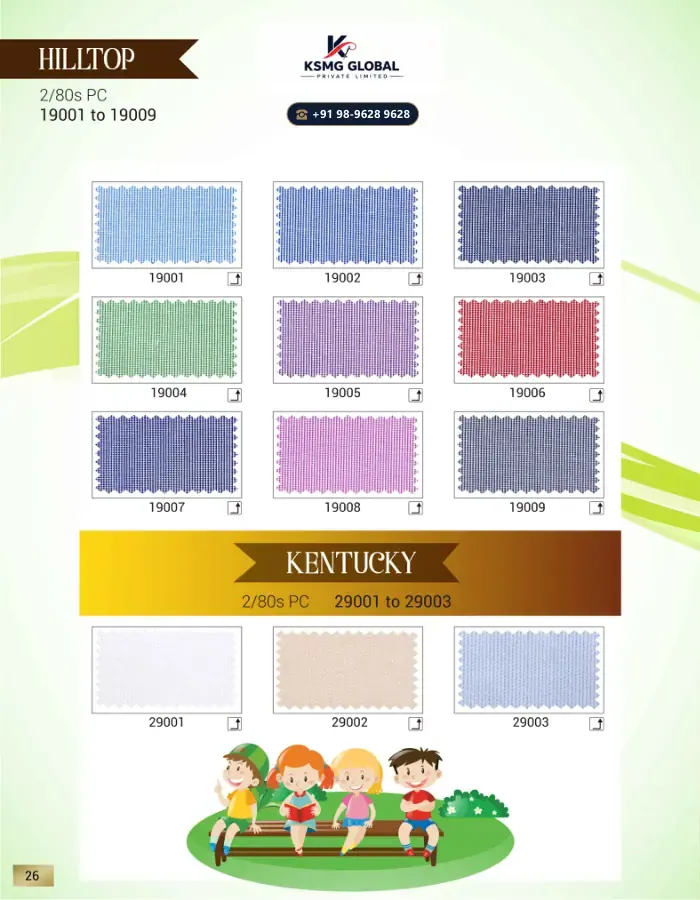 HILLTOP
2/80s PC
19001 to 19009
KSMG GLOBAL
PRIVATE LIMITED
+91 98-9628 9628
19001
19002
19003
19004
19005
19006
19007
19008
19009
KENTUCKY
2/80s PC 29001 to 29003
29001
29002
29003
26